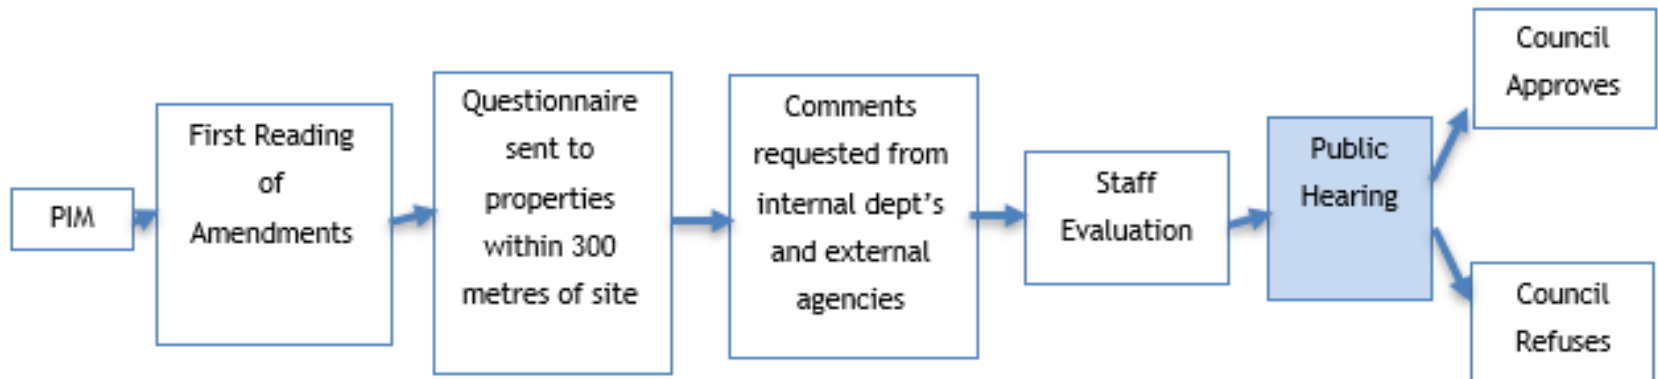 PIM
First Reading
of
Amendments
Questionnaire
sent to
properties
within 300
metres of site
Comments
requested from
internal dept's
and external
agencies
Staff
Evaluation
Public
Hearing
Council
Approves
Council
Refuses